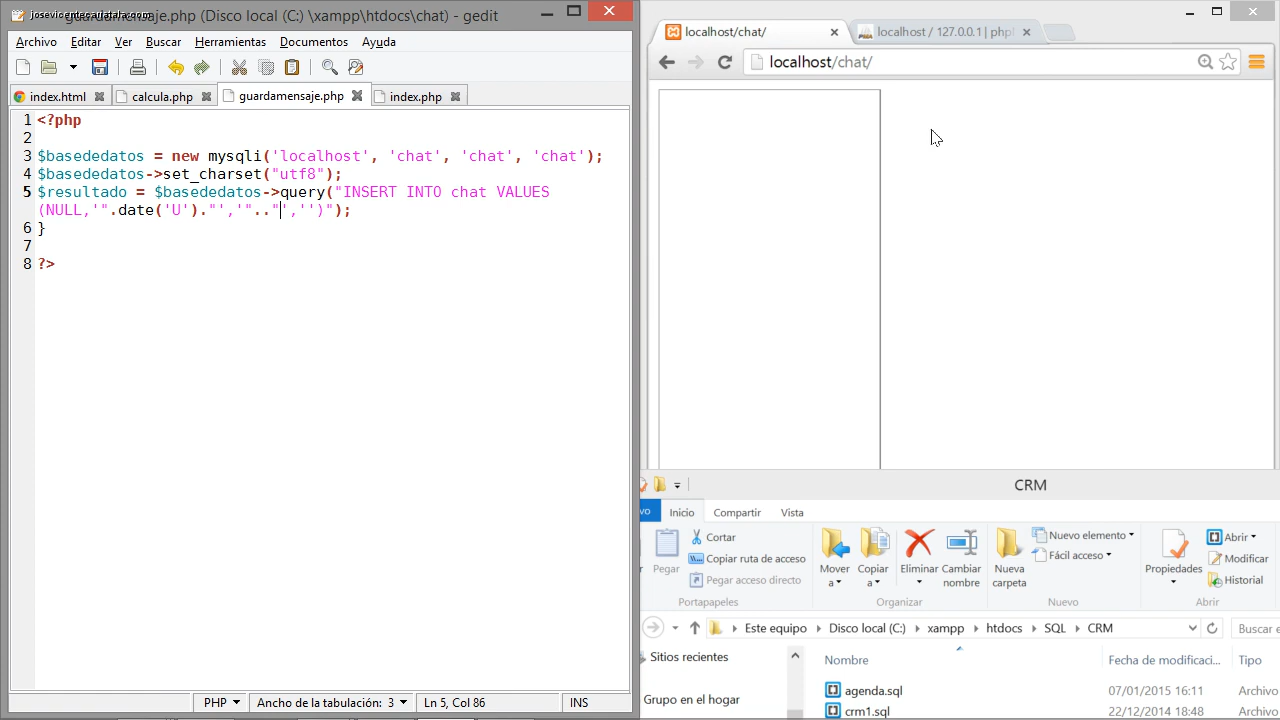 guardamensaje.php (Disco local (C:) \xampp\htdocs\chat) - gedit
Archivo Editar Ver Buscar Herramientas Documentos Ayuda
index.html calcula.php guardamensaje.php index.php
1 <?php
2
3 $basededatos = new mysqli('localhost', 'chat', 'chat', 'chat');
4 $basededatos->set_charset("utf8");
5 $resultado = $basededatos->query("INSERT INTO chat VALUES
(NULL,'".date('U')."','".."','')");
6 }
7
8 ?>
PHP Ancho de la tabulación: 3 Ln 5, Col 86 INS
localhost/chat/ localhost / 127.0.0.1 | ph
localhost/chat/
CRM
Inicio Compartir Vista
Pegar
Cortar
Copiar ruta de acceso
Pegar acceso directo
Portapapeles
Mover a
Copiar a
Eliminar
Cambiar nombre
Organizar
Nueva carpeta
Nuevo elemento
Fácil acceso
Nuevo
Propiedades
Abrir
Modificar
Historial
Abrir
Este equipo Disco local (C:) xampp htdocs SQL CRM Buscar e
Sitios recientes
Grupo en el hogar
Nombre Fecha de modificaci... Tipo
agenda.sql 07/01/2015 16:11 Archivo
crm1.sql 22/12/2014 18:48 Archivo